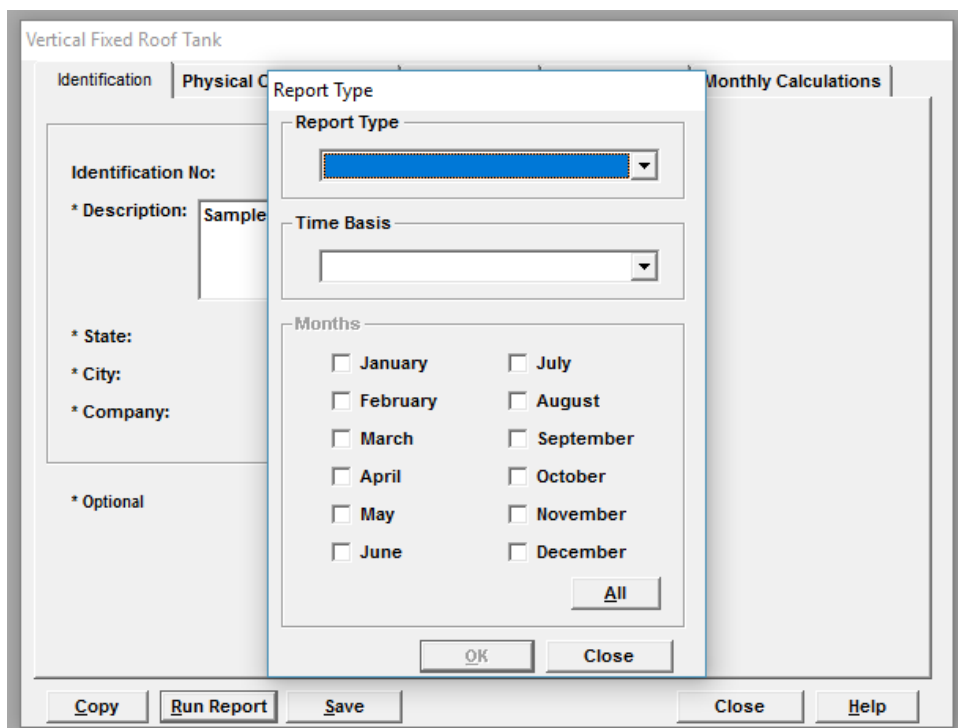 Vertical Fixed Roof Tank
Identification
Physical C
Monthly Calculations
Identification No:
* Description:
Sample
* State:
* City:
* Company:
* Optional
Report Type
Report Type
Time Basis
Months
January
July
February
August
March
September
April
October
May
November
June
December
All
OK
Close
Copy
Run Report
Save
Close
Help